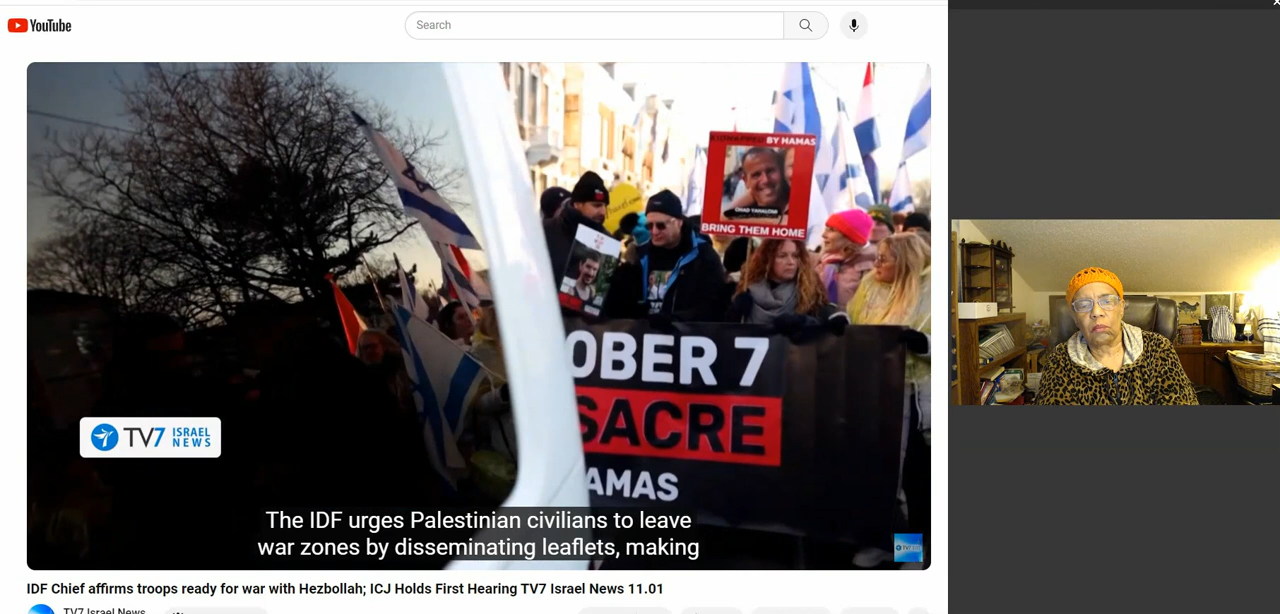 YouTube
Search
BY HAMAS
BRING THEM HOME
OBER 7
SACRE
AMAS
TV7 ISRAEL
NEWS
The IDF urges Palestinian civilians to leave
war zones by disseminating leaflets, making
IDF Chief affirms troops ready for war with Hezbollah; ICJ Holds First Hearing TV7 Israel News 11.01
TV7 Israel News